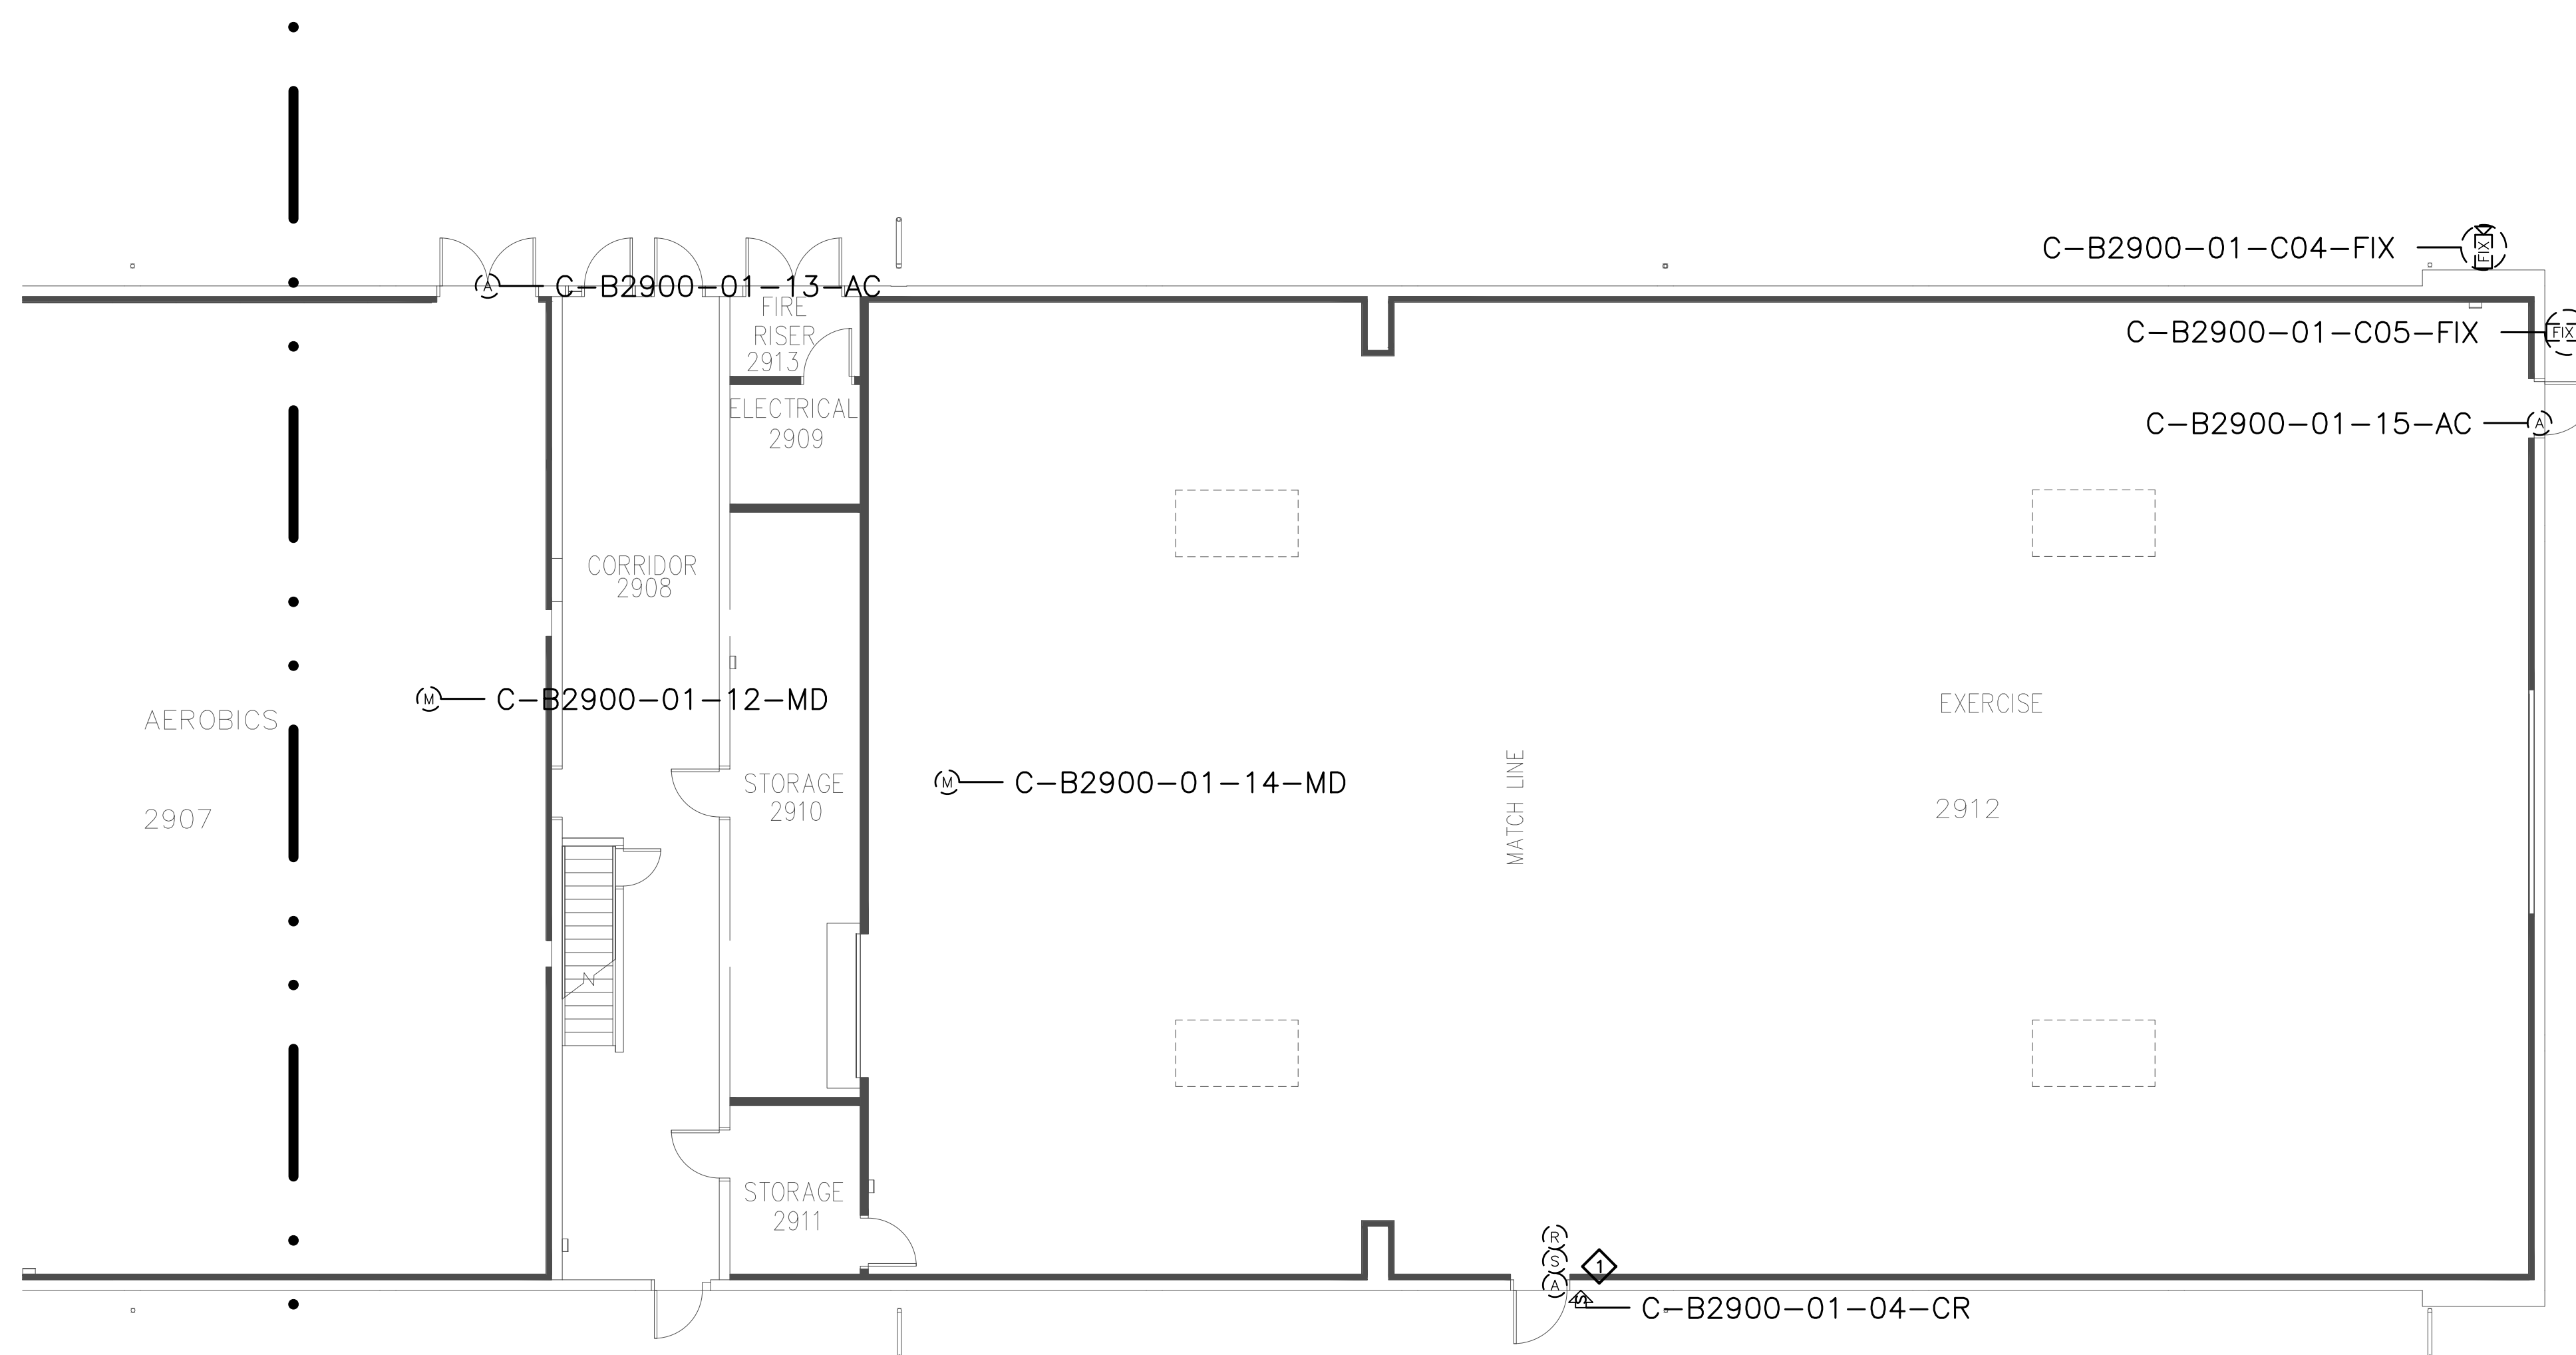 C-B2900-01-C04-FIX
FIX
C-B2900-01-13-AC
A
FIRE
RISER
2913
C-B2900-01-C05-FIX
FIX
ELECTRICAL
2909
C-B2900-01-15-AC
A
CORRIDOR
2908
M
C-B2900-01-12-MD
AEROBICS
2907
EXERCISE
2912
STORAGE
2910
M
C-B2900-01-14-MD
MATCH LINE
STORAGE
2911
R
S
A
1
S
C-B2900-01-04-CR